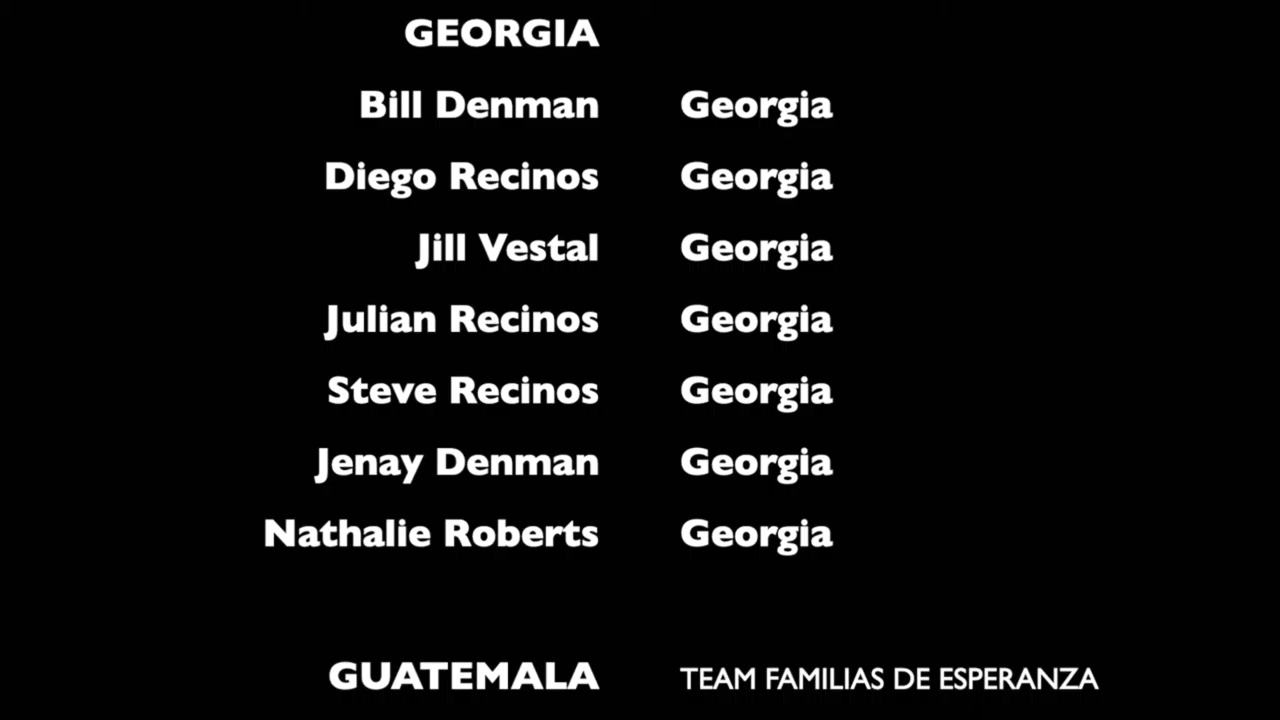 GEORGIA
Bill Denman Georgia
Diego Recinos Georgia
Jill Vestal Georgia
Julian Recinos Georgia
Steve Recinos Georgia
Jenay Denman Georgia
Nathalie Roberts Georgia
GUATEMALA TEAM FAMILIAS DE ESPERANZA